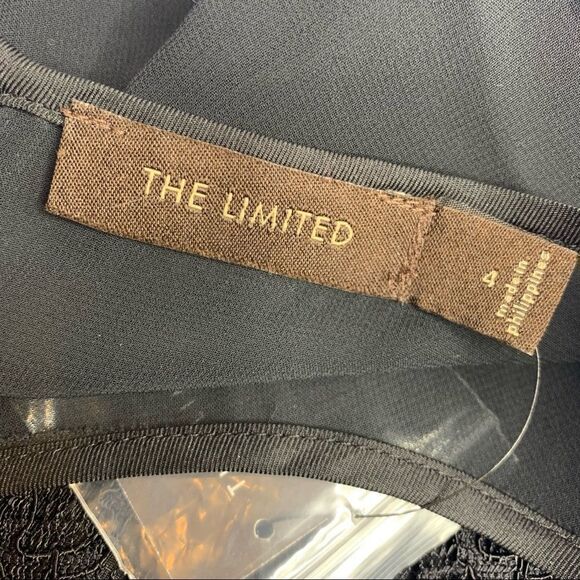 THE LIMITED
4
made in
philippines